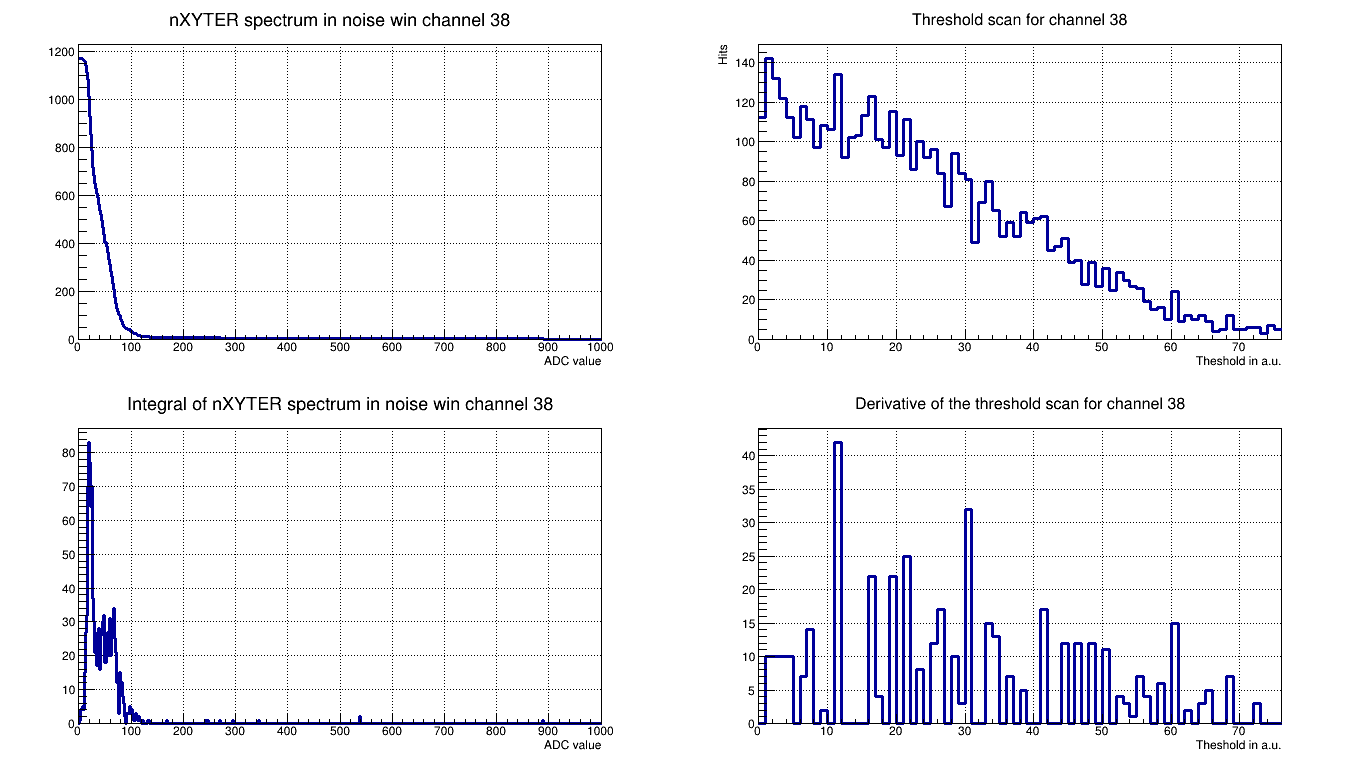 nXYTER spectrum in noise win channel 38
1200
1000
800
600
400
200
0
0 100 200 300 400 500 600 700 800 900 1000
ADC value
Threshold scan for channel 38
Hits
140
120
100
80
60
40
20
0
0 10 20 30 40 50 60 70
Theshold in a.u.
Integral of nXYTER spectrum in noise win channel 38
80
70
60
50
40
30
20
10
0
0 100 200 300 400 500 600 700 800 900 1000
ADC value
Derivative of the threshold scan for channel 38
40
35
30
25
20
15
10
5
0
0 10 20 30 40 50 60 70
Theshold in a.u.